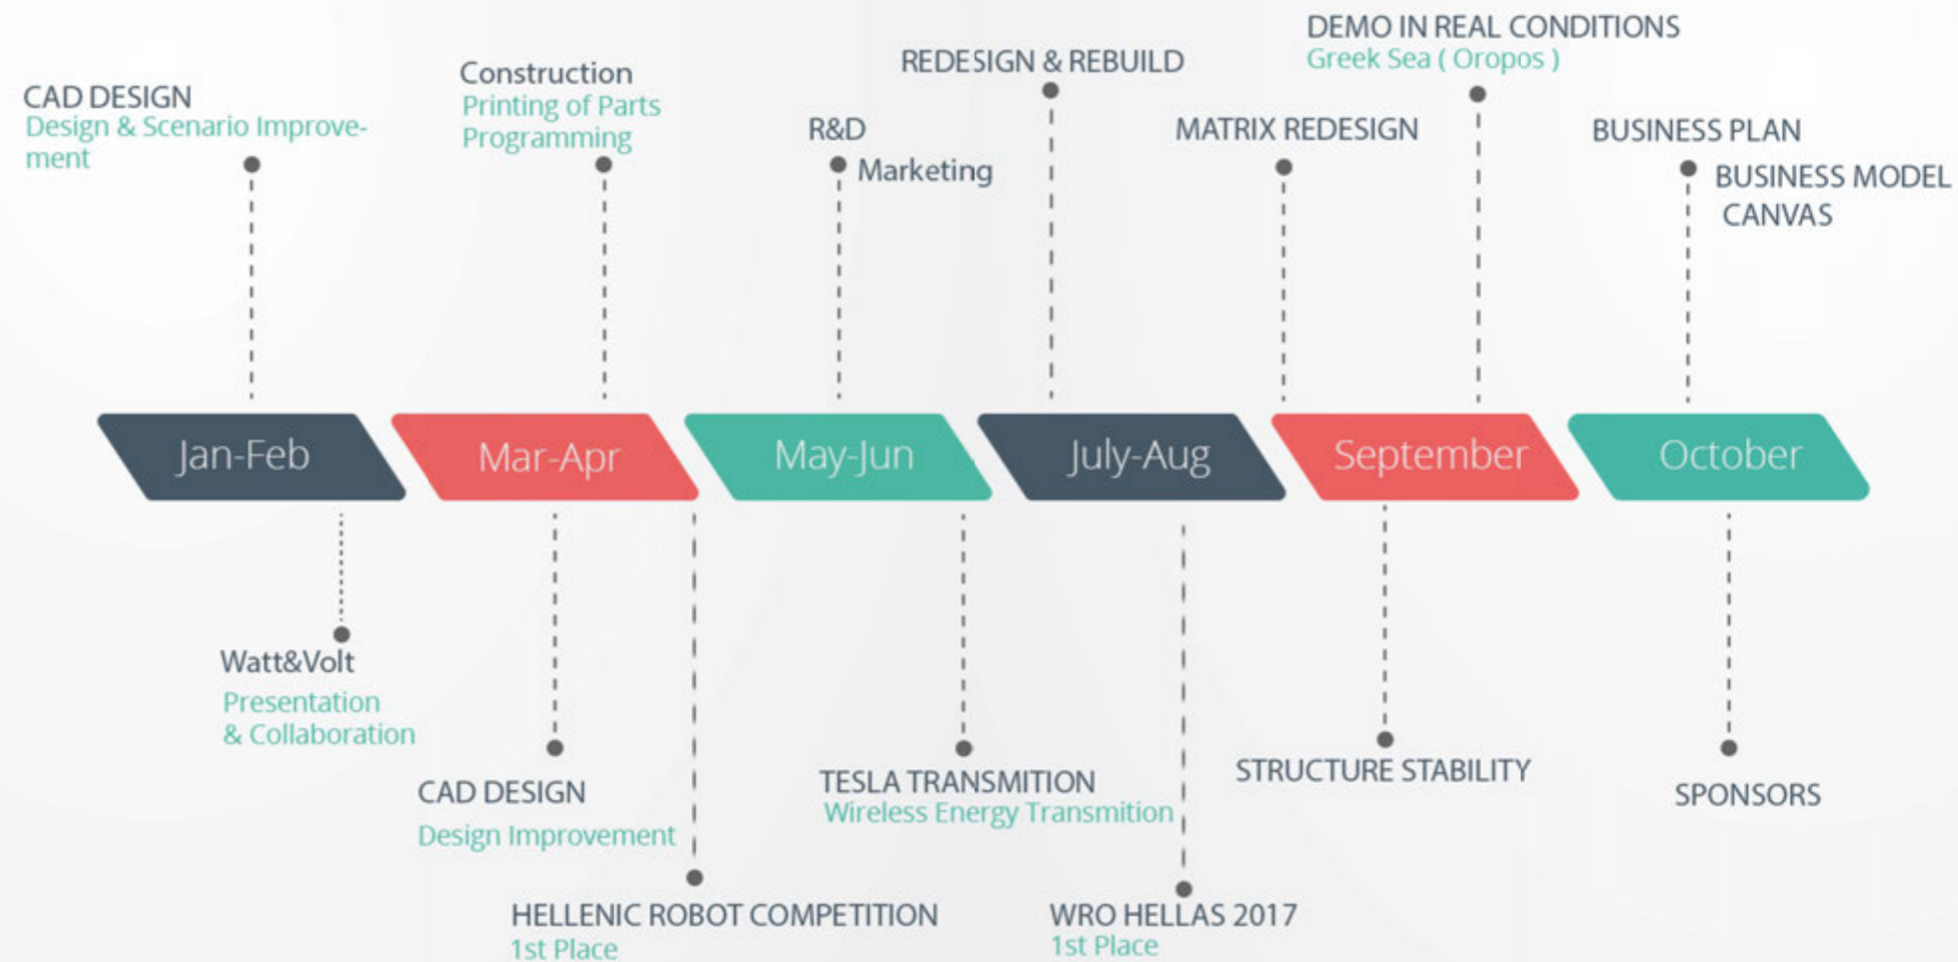 DEMO IN REAL CONDITIONS
Greek Sea ( Oropos )
REDESIGN & REBUILD
Construction
Printing of Parts
Programming
CAD DESIGN
Design & Scenario Improve-
ment
R&D
Marketing
MATRIX REDESIGN
BUSINESS PLAN
BUSINESS MODEL
CANVAS
Jan-Feb
Mar-Apr
May-Jun
July-Aug
September
October
Watt&Volt
Presentation
& Collaboration
CAD DESIGN
Design Improvement
TESLA TRANSMITION
Wireless Energy Transmition
STRUCTURE STABILITY
SPONSORS
HELLENIC ROBOT COMPETITION
1st Place
WRO HELLAS 2017
1st Place